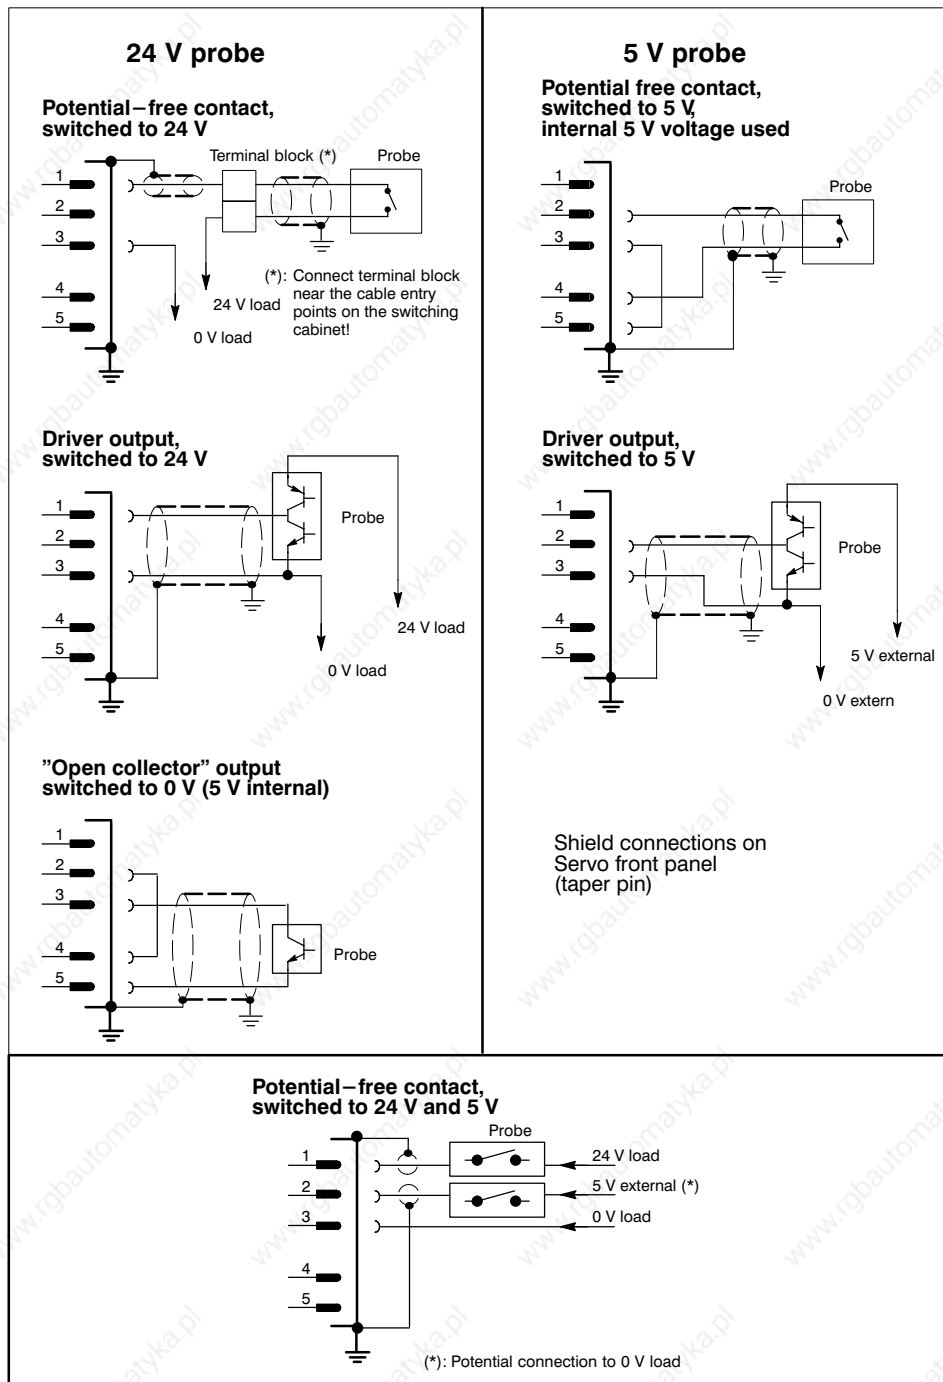 24 V probe
Potential–free contact,
switched to 24 V
Terminal block (*)
Probe
1
2
3
4
5
24 V load
0 V load
(*): Connect terminal block
near the cable entry
points on the switching
cabinet!
Driver output,
switched to 24 V
1
2
3
4
5
Probe
24 V load
0 V load
”Open collector” output
switched to 0 V (5 V internal)
1
2
3
4
5
Probe
5 V probe
Potential free contact,
switched to 5 V,
internal 5 V voltage used
Probe
1
2
3
4
5
Driver output,
switched to 5 V
1
2
3
4
5
Probe
5 V external
0 V extern
Shield connections on
Servo front panel
(taper pin)
Potential–free contact,
switched to 24 V and 5 V
Probe
1
2
3
4
5
24 V load
5 V external (*)
0 V load
(*): Potential connection to 0 V load
www.rgbautomatyka.pl